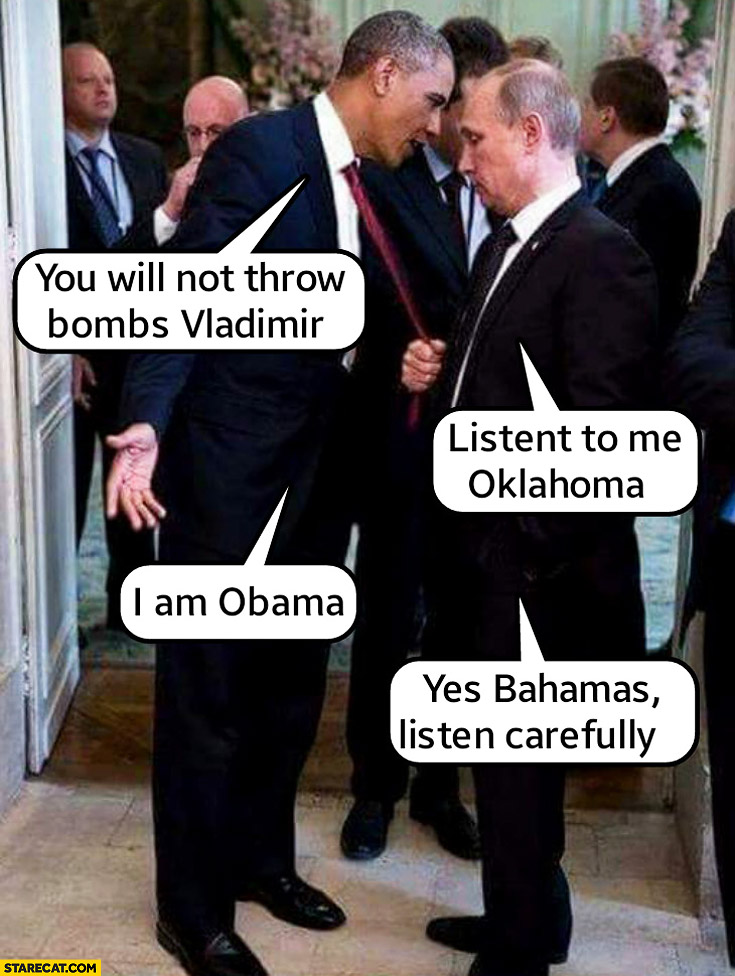 You will not throw
bombs Vladimir
Listent to me
Oklahoma
I am Obama
Yes Bahamas,
listen carefully
STARECAT.COM